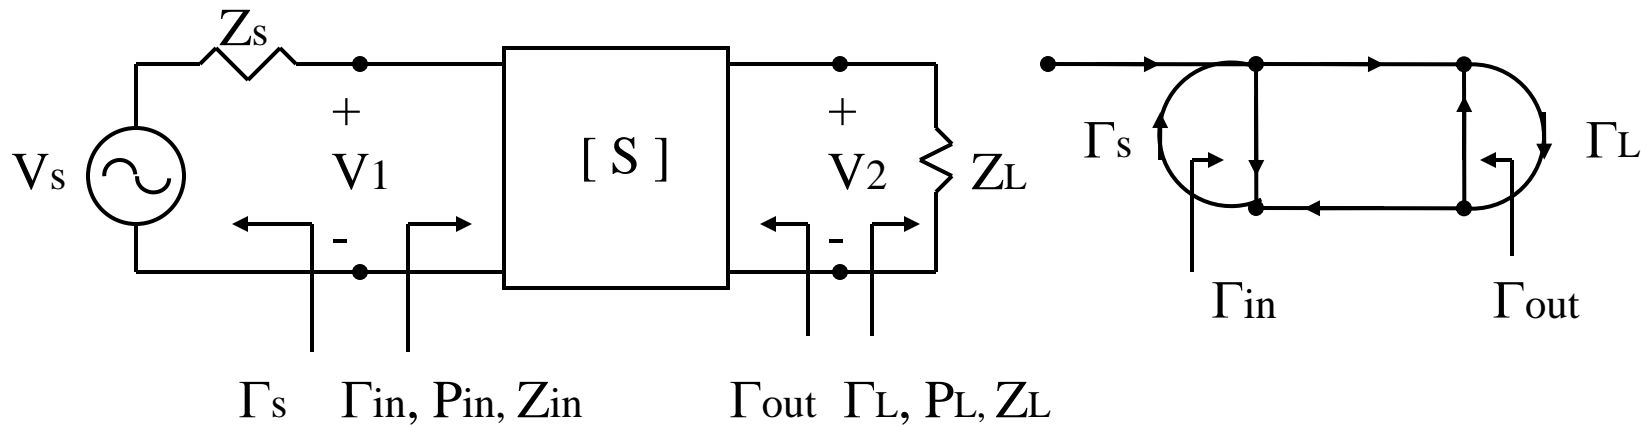 Zs
+ +
Vs V1 [ S ] V2 ZL Γs ΓL
- -
Γin Γout
Γs Γin, Pin, Zin Γout ΓL, PL, ZL